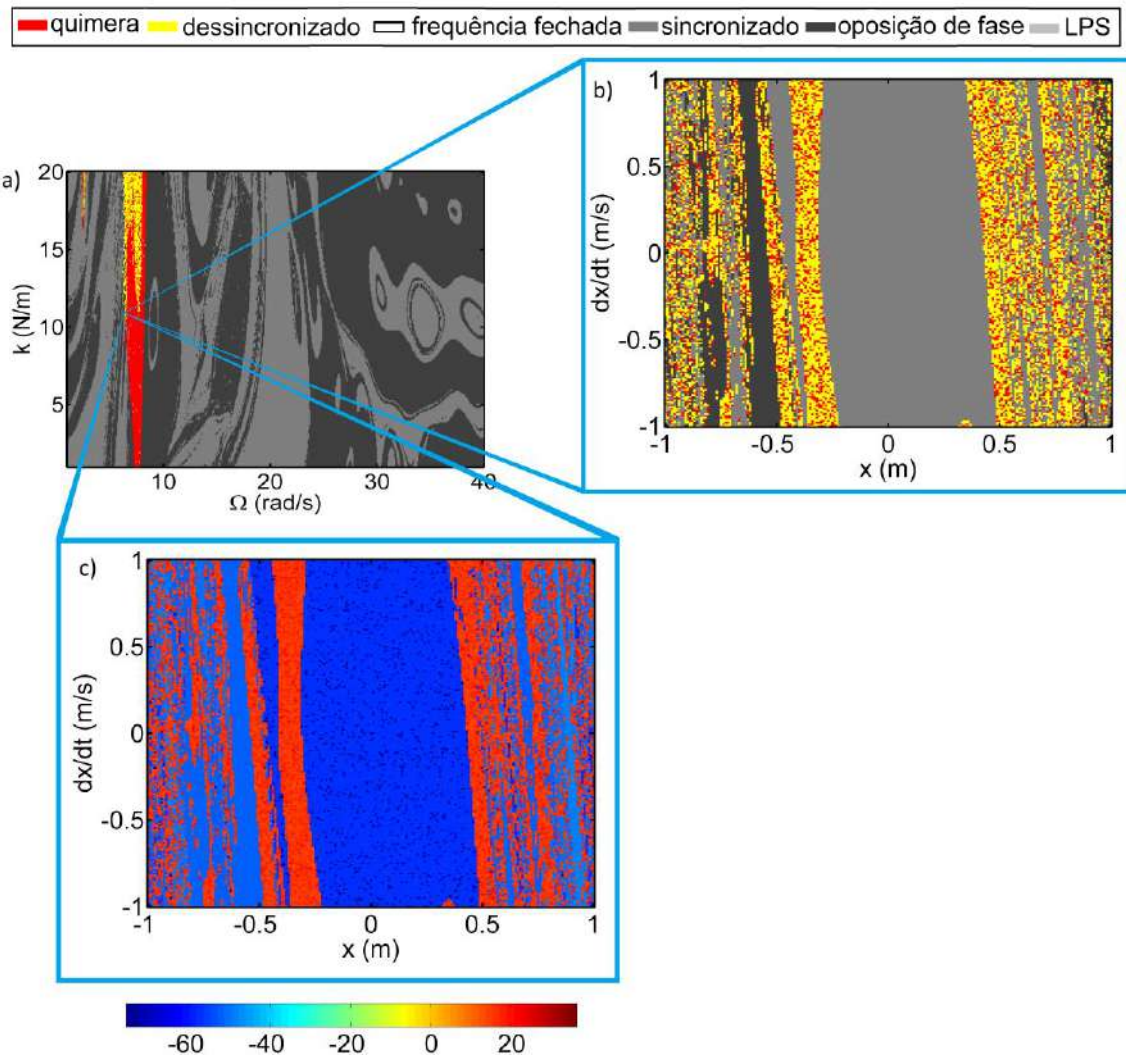 quimera dessincronizado frequência fechada sincronizado oposição de fase LPS
a)
20
15
10
5
k (N/m)
10 20 30 40
Ω (rad/s)
b)
1
0.5
0
-0.5
-1
dx/dt (m/s)
-1 -0.5 0 0.5 1
x (m)
c)
1
0.5
0
-0.5
-1
dx/dt (m/s)
-1 -0.5 0 0.5 1
x (m)
-60 -40 -20 0 20